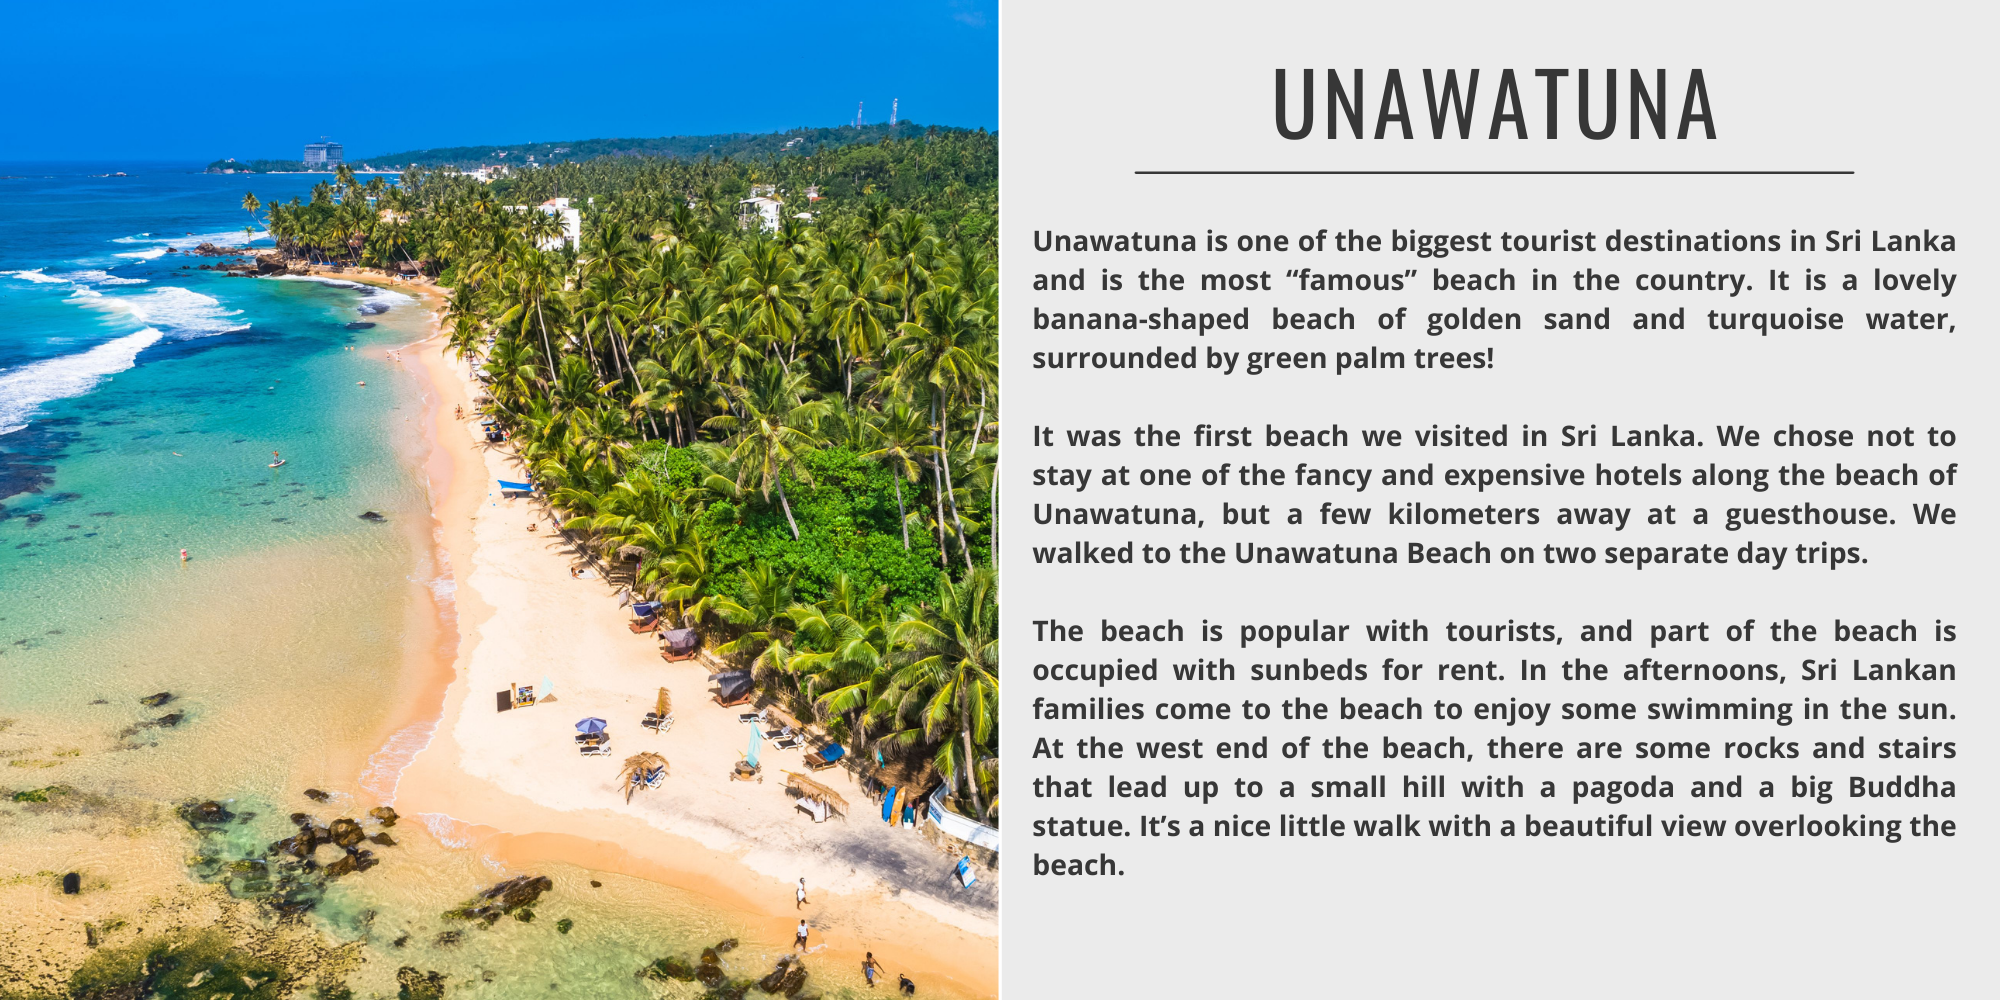 UNAWATUNA
Unawatuna is one of the biggest tourist destinations in Sri Lanka
and is the most “famous” beach in the country. It is a lovely
banana-shaped beach of golden sand and turquoise water,
surrounded by green palm trees!
It was the first beach we visited in Sri Lanka. We chose not to
stay at one of the fancy and expensive hotels along the beach of
Unawatuna, but a few kilometers away at a guesthouse. We
walked to the Unawatuna Beach on two separate day trips.
The beach is popular with tourists, and part of the beach is
occupied with sunbeds for rent. In the afternoons, Sri Lankan
families come to the beach to enjoy some swimming in the sun.
At the west end of the beach, there are some rocks and stairs
that lead up to a small hill with a pagoda and a big Buddha
statue. It’s a nice little walk with a beautiful view overlooking the
beach.